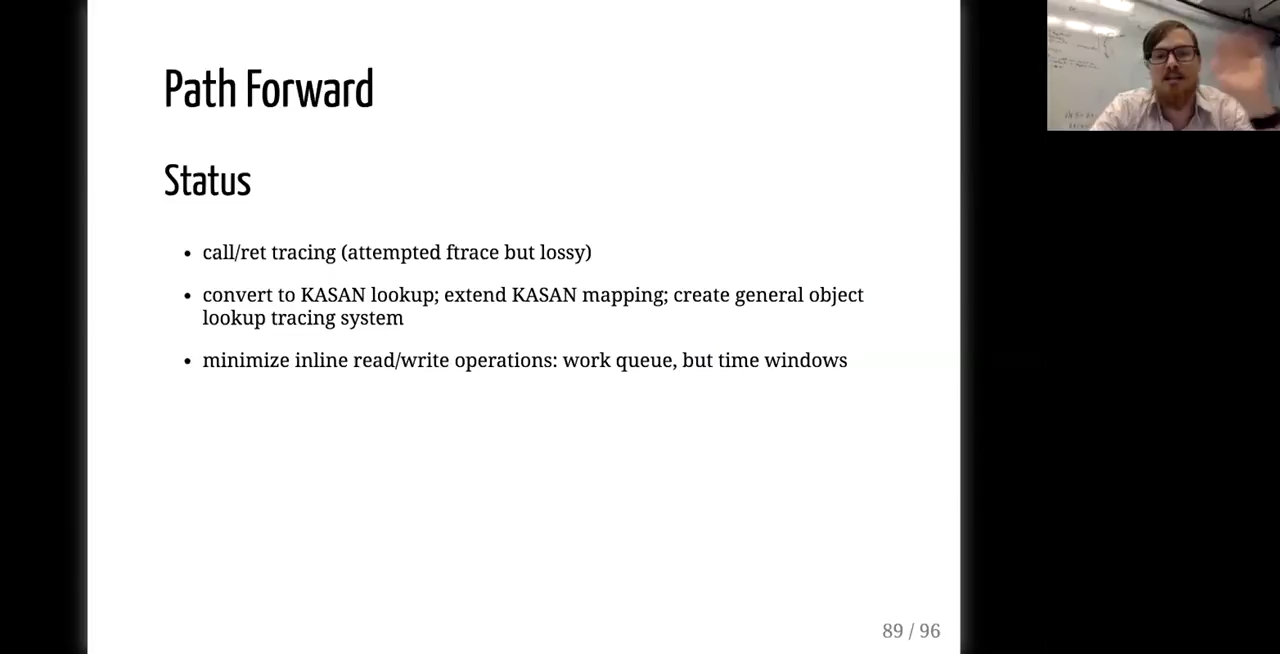 Path Forward
Status
• call/ret tracing (attempted ftrace but lossy)
• convert to KASAN lookup; extend KASAN mapping; create general object
lookup tracing system
• minimize inline read/write operations: work queue, but time windows
89 / 96